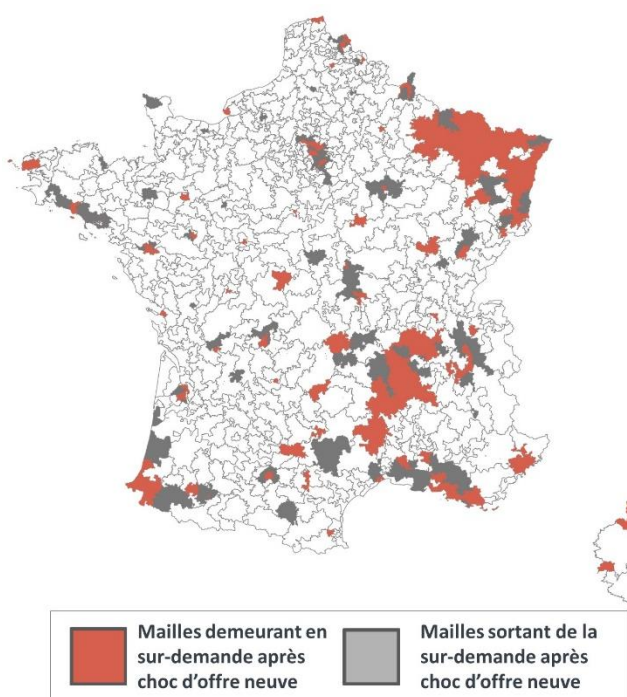 Mailles demeurant en
sur-demande après
choc d'offre neuve
Mailles sortant de la
sur-demande après
choc d'offre neuve